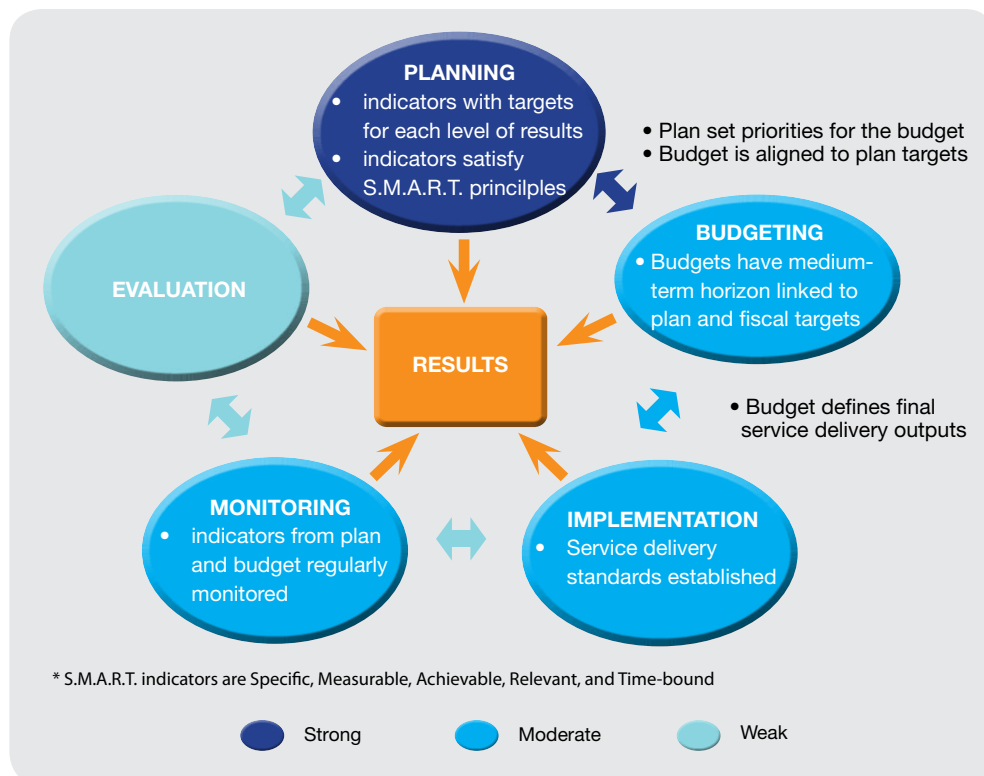 PLANNING
• indicators with targets
for each level of results
• indicators satisfy
S.M.A.R.T. princilples
• Plan set priorities for the budget
• Budget is aligned to plan targets
BUDGETING
• Budgets have medium-
term horizon linked to
plan and fiscal targets
EVALUATION
RESULTS
• Budget defines final
service delivery outputs
MONITORING
• indicators from plan
and budget regularly
monitored
IMPLEMENTATION
• Service delivery
standards established
* S.M.A.R.T. indicators are Specific, Measurable, Achievable, Relevant, and Time-bound
Strong
Moderate
Weak